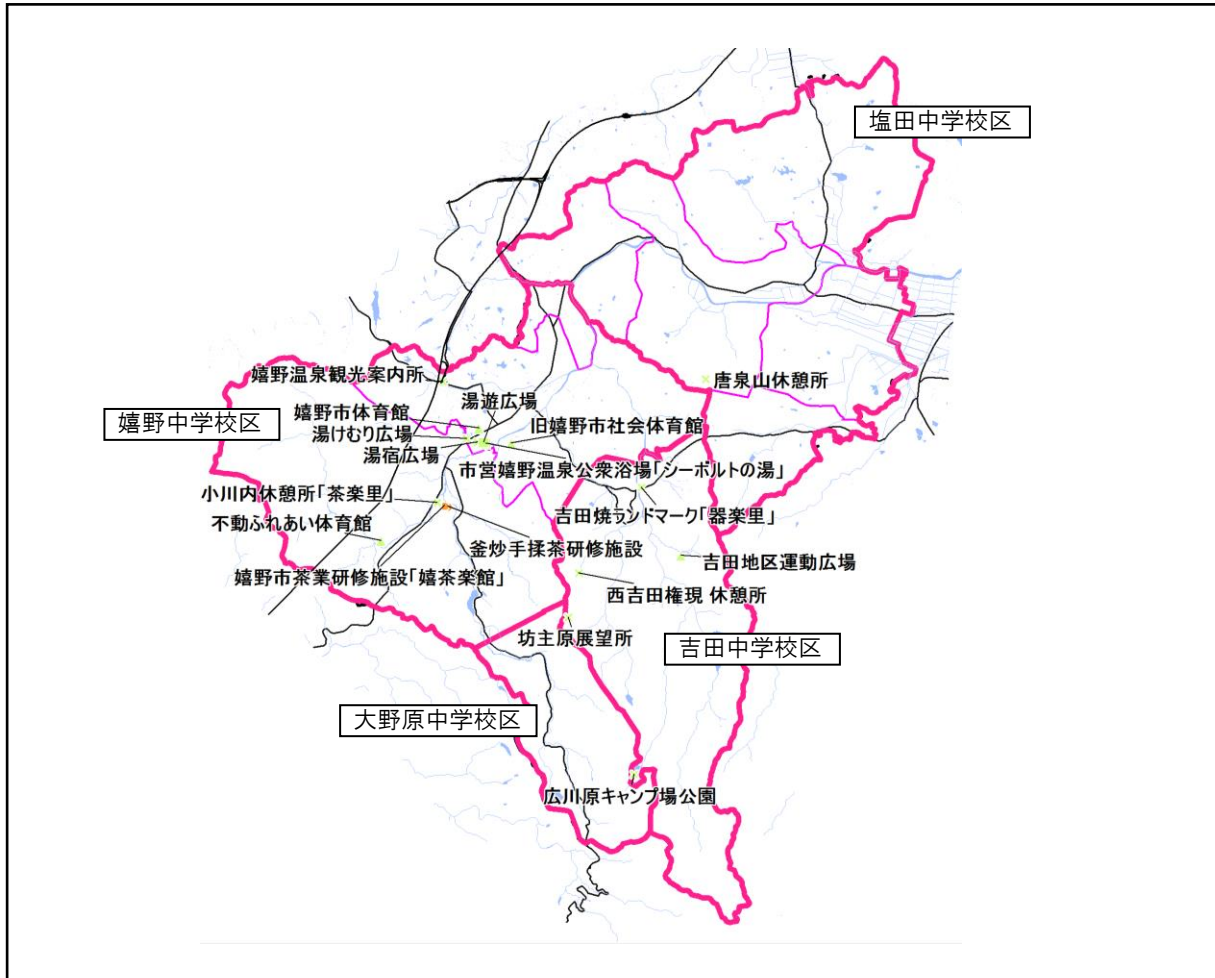 塩田中学校区
嬉野温泉観光案内所
唐泉山休憩所
湯遊広場
嬉野中学校区
嬉野市体育館
旧嬉野市社会体育館
湯けむり広場
湯宿広場
市営嬉野温泉公衆浴場「シーボルトの湯」
小川内休憩所「茶楽里」
吉田焼ランドマーク「器楽里」
不動ふれあい体育館
釜炒手揉茶研修施設
吉田地区運動広場
嬉野市茶業研修施設「嬉茶楽館」
西吉田権現 休憩所
坊主原展望所
吉田中学校区
大野原中学校区
広川原キャンプ場公園